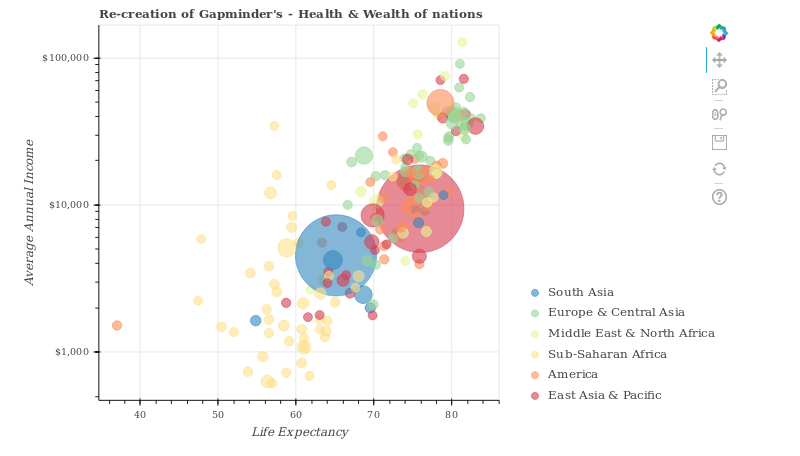 Re-creation of Gapminder's - Health & Wealth of nations
$100,000
$10,000
$1,000
Average Annual Income
40
50
60
70
80
Life Expectancy
South Asia
Europe & Central Asia
Middle East & North Africa
Sub-Saharan Africa
America
East Asia & Pacific